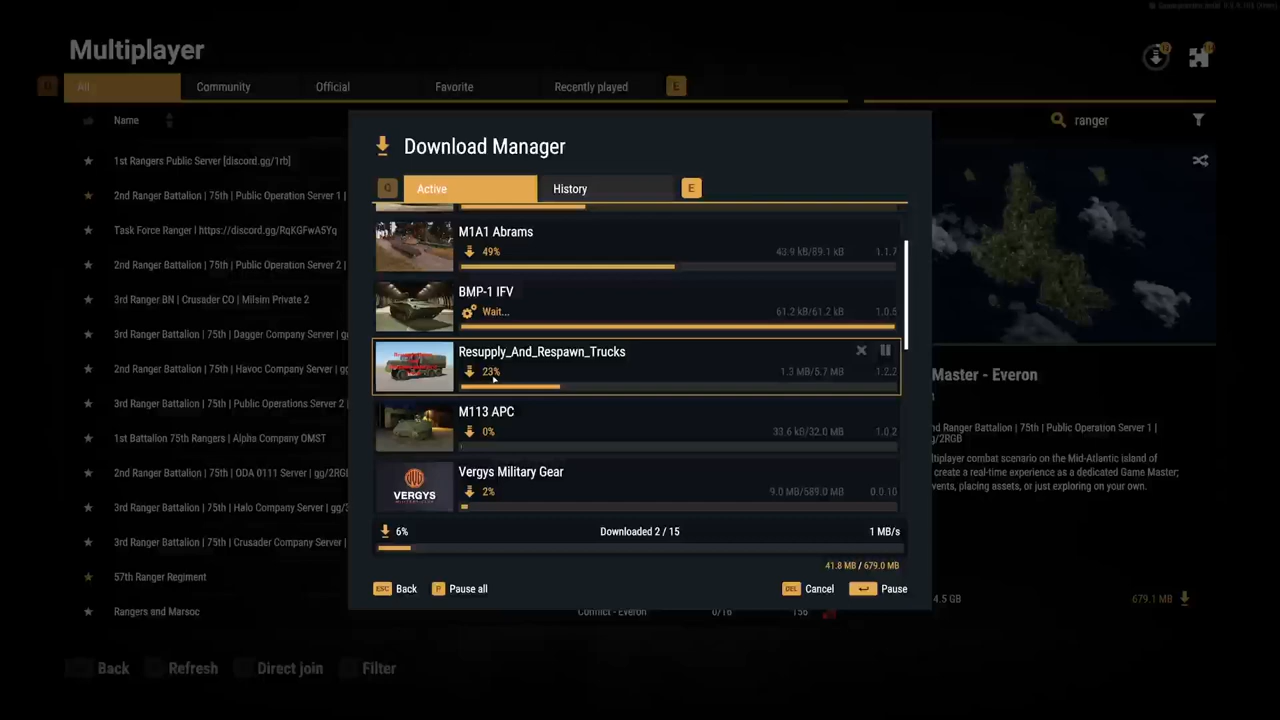 Multiplayer
All
Community
Official
Favorite
Recently played
E
Name
ranger
1st Rangers Public Server [discord.gg/1rb]
2nd Ranger Battalion | 75th | Public Operation Server 1 |
Task Force Ranger | https://discord.gg/RqKGFwA5Yq
2nd Ranger Battalion | 75th | Public Operation Server 2 |
3rd Ranger BN | Crusader CO | Milsim Private 2
3rd Ranger Battalion | 75th | Dagger Company Server | gg/
2nd Ranger Battalion | 75th | Havoc Company Server | gg/
3rd Ranger Battalion | 75th | Public Operations Server 2 |
1st Battalion 75th Rangers | Alpha Company OMST
2nd Ranger Battalion | 75th | ODA 0111 Server | gg/2RGB
3rd Ranger Battalion | 75th | Halo Company Server | gg/
3rd Ranger Battalion | 75th | Crusader Company Server |
57th Ranger Regiment
Rangers and Marsoc
Conflict - Everon
0/16
156
Download Manager
Q
Active
History
E
M1A1 Abrams
49%
43.9 kB/89.1 kB
1.1.7
BMP-1 IFV
Wait...
61.2 kB/61.2 kB
Resupply_And_Respawn_Trucks
23%
1.3 MB/5.7 MB
1.2.2
M113 APC
0%
33.6 kB/32.0 MB
1.0.2
VERGYS
Vergys Military Gear
2%
9.0 MB/589.0 MB
0.0.10
6%
Downloaded 2 / 15
1 MB/s
41.8 MB / 679.0 MB
ESC Back
P Pause all
DEL Cancel
Pause
Master - Everon
nd Ranger Battalion | 75th | Public Operation Server 1 |
g/2RGB
ltiplayer combat scenario on the Mid-Atlantic island of
create a real-time experience as a dedicated Game Master;
vents, placing assets, or just exploring on your own.
4.5 GB
679.1 MB
Back
Refresh
Direct join
Filter